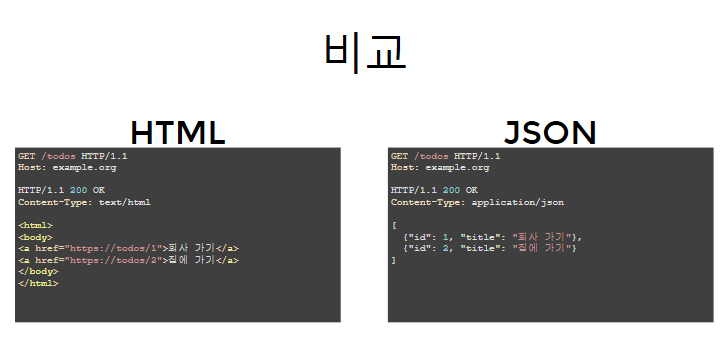 비교
HTML
GET /todos HTTP/1.1
Host: example.org
HTTP/1.1 200 OK
Content-Type: text/html
<html>
<body>
<a href="https://todos/1">회사 가기</a>
<a href="https://todos/2">집에 가기</a>
</body>
</html>
JSON
GET /todos HTTP/1.1
Host: example.org
HTTP/1.1 200 OK
Content-Type: application/json
[
{"id": 1, "title": "회사 가기"},
{"id": 2, "title": "집에 가기"}
]